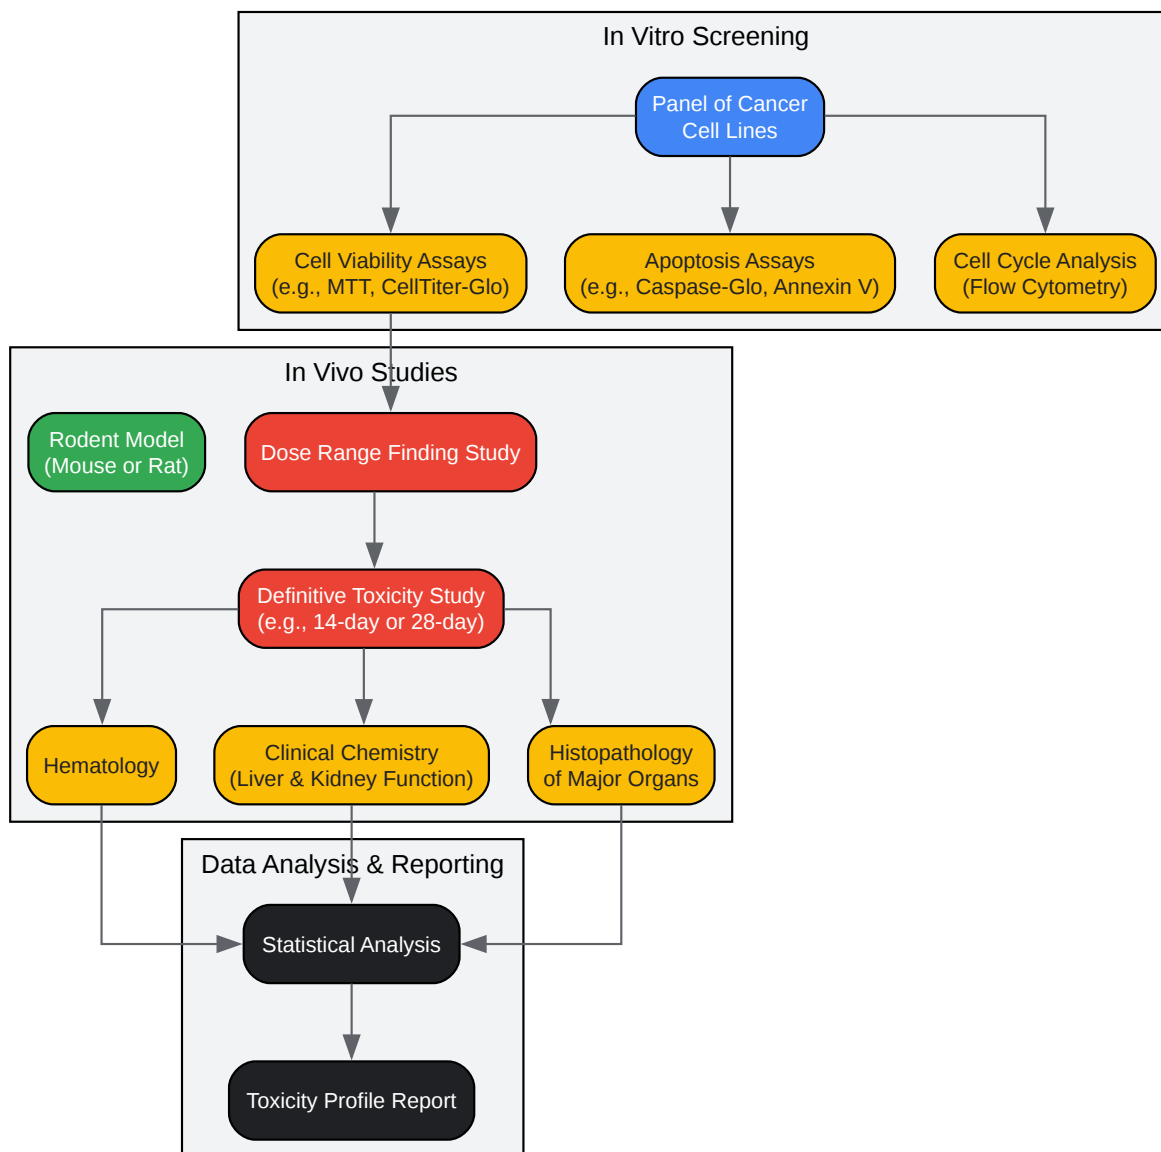 In Vitro Screening
Panel of Cancer
Cell Lines
Cell Viability Assays
(e.g., MTT, CellTiter-Glo)
Apoptosis Assays
(e.g., Caspase-Glo, Annexin V)
Cell Cycle Analysis
(Flow Cytometry)
In Vivo Studies
Rodent Model
(Mouse or Rat)
Dose Range Finding Study
Definitive Toxicity Study
(e.g., 14-day or 28-day)
Hematology
Clinical Chemistry
(Liver & Kidney Function)
Histopathology
of Major Organs
Data Analysis & Reporting
Statistical Analysis
Toxicity Profile Report